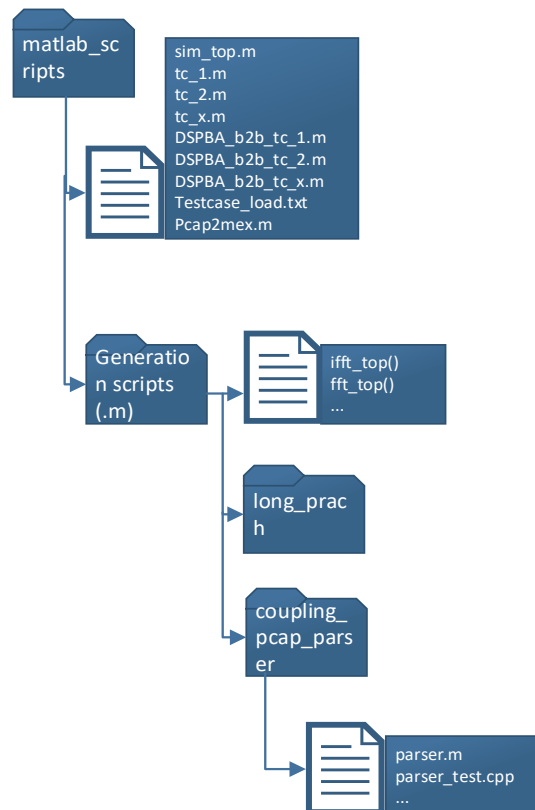 matlab_sc
ripts
sim_top.m
tc_1.m
tc_2.m
tc_x.m
DSPBA_b2b_tc_1.m
DSPBA_b2b_tc_2.m
DSPBA_b2b_tc_x.m
Testcase_load.txt
Pcap2mex.m
Generatio
n scripts
(.m)
ifft_top()
fft_top()
...
long_prac
h
coupling_
pcap_pars
er
parser.m
parser_test.cpp
...